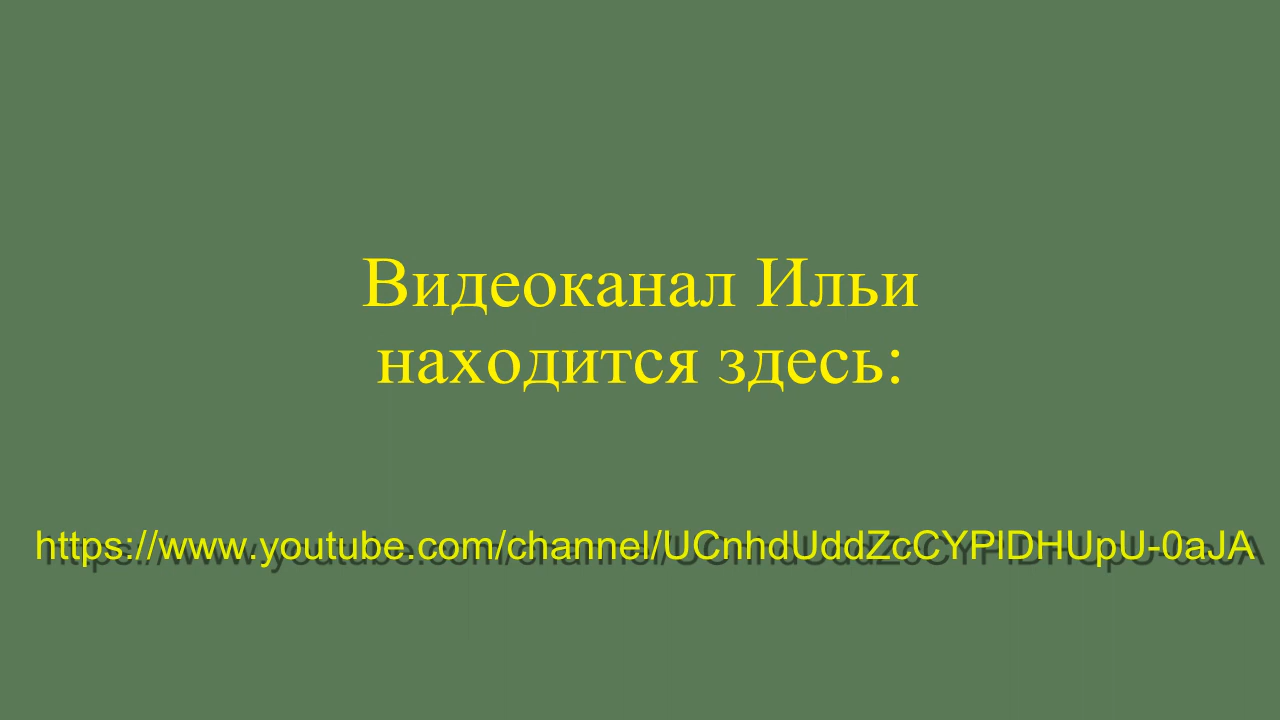 Видеоканал Ильи
находится здесь:
https://www.youtube.com/channel/UCnhdUddZcCYPlDHUpU-0aJA